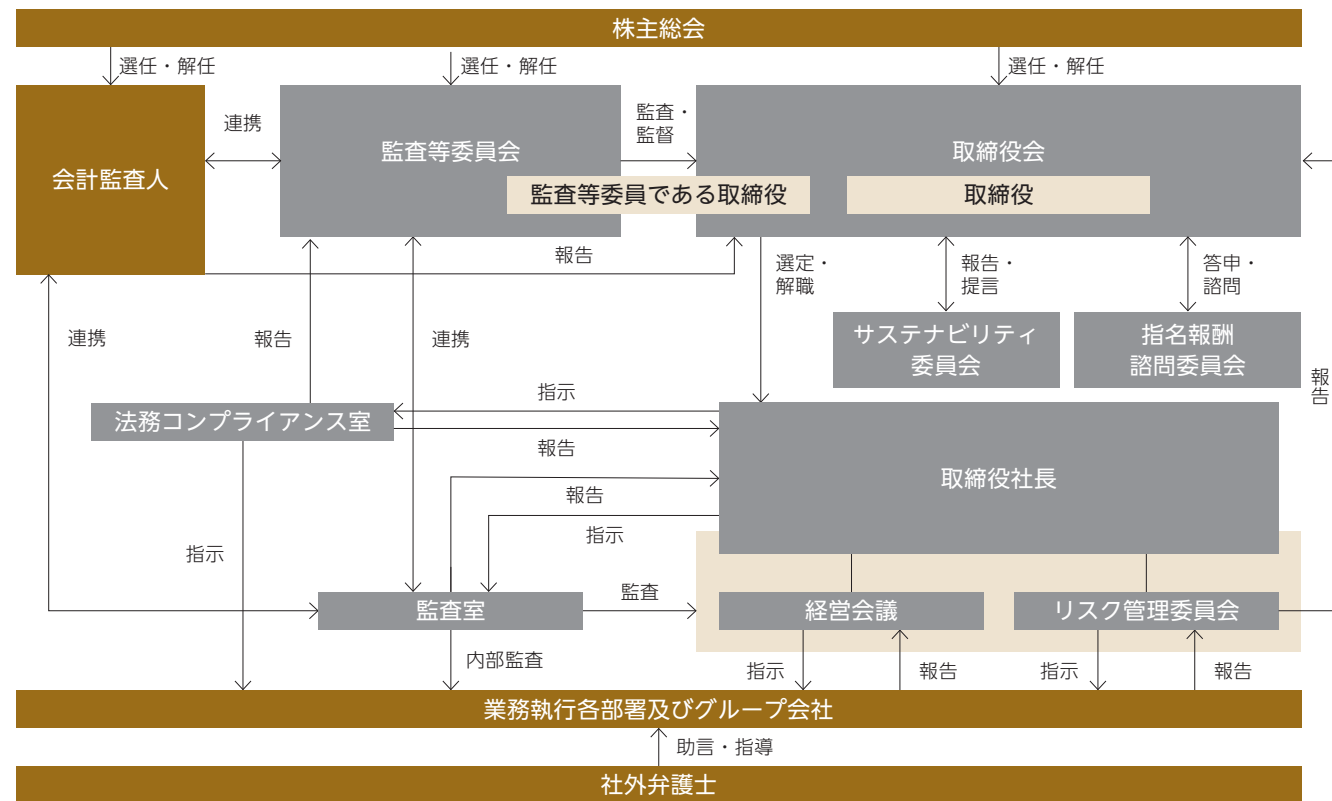 株主総会
選任・解任
選任・解任
選任・解任
会計監査人
連携
監査等委員会
監査・
監督
取締役会
監査等委員である取締役
取締役
報告
選定・
解職
報告・
提言
答申・
諮問
連携
報告
連携
サステナビリティ
委員会
指名報酬
諮問委員会
報告
指示
法務コンプライアンス室
報告
取締役社長
報告
指示
指示
監査室
監査
経営会議
リスク管理委員会
内部監査
指示
報告
指示
報告
業務執行各部署及びグループ会社
助言・指導
社外弁護士